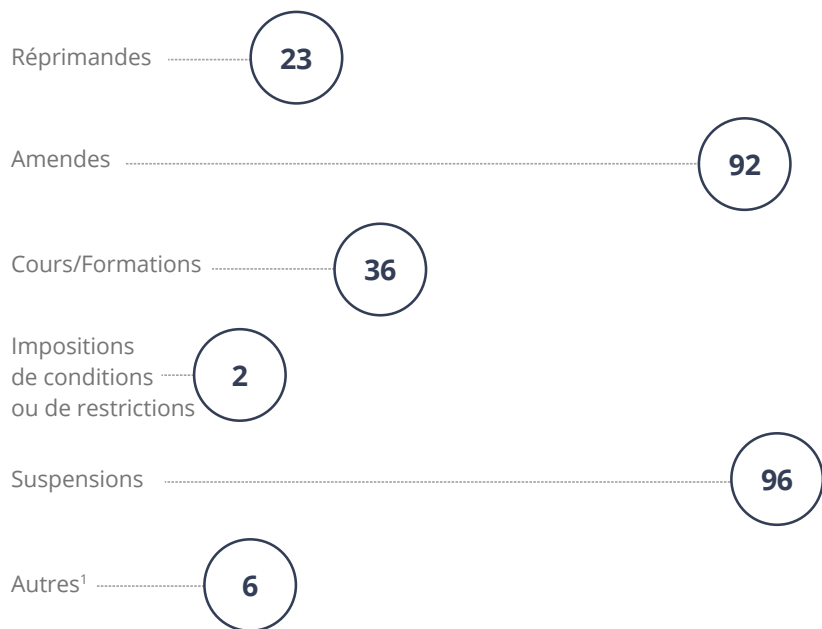 Réprimandes 23
Amendes 92
Cours/Formations 36
Impositions
de conditions 2
ou de restrictions
Suspensions 96
Autres¹ 6